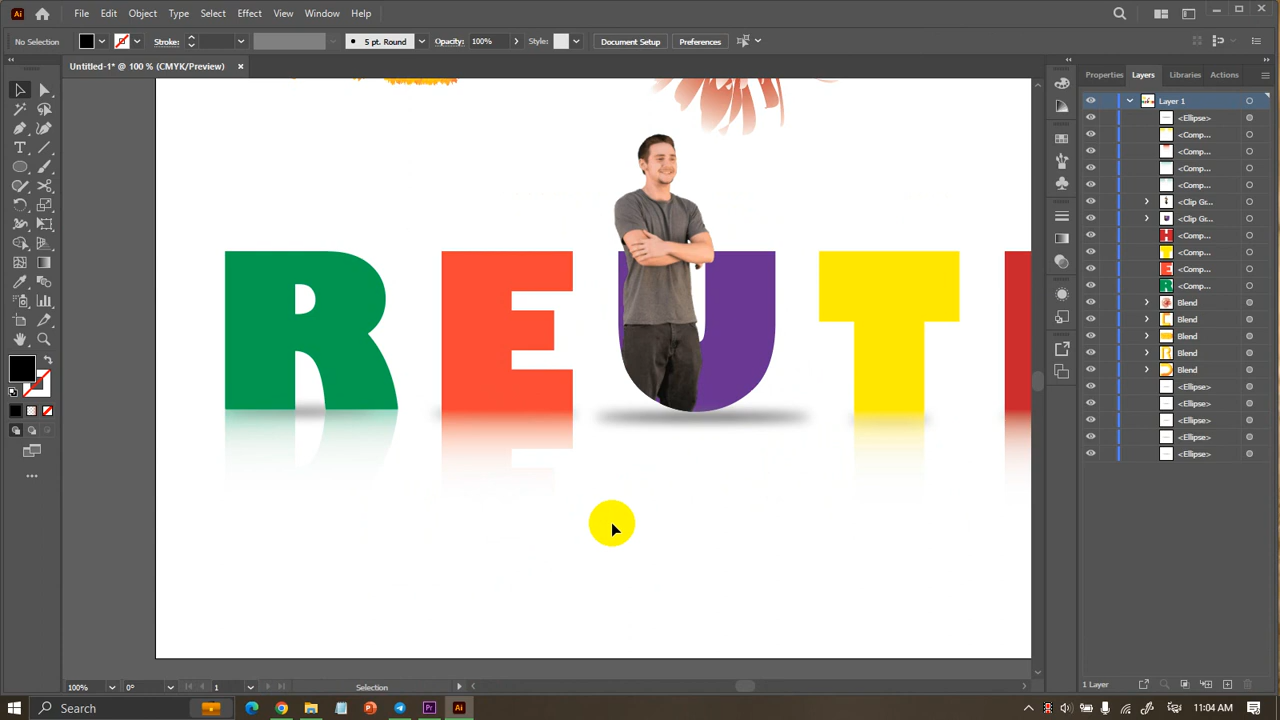 Ai File Edit Object Type Select Effect View Window Help
No Selection Stroke: 5 pt. Round Opacity: 100% Style: Document Setup Preferences
Untitled-1* @ 100 % (CMYK/Preview) ×
Properties Layers Libraries Actions
Layer 1
<Ellipse>
<Comp...
<Comp...
<Comp...
<Comp...
<Clip Gr...
<Clip Gr...
<Comp...
<Comp...
<Comp...
<Comp...
Blend
Blend
Blend
Blend
Blend
<Ellipse>
<Ellipse>
<Ellipse>
<Ellipse>
<Ellipse>
REUT
1 Layer
100% 0° 1 Selection
Search Pr Ai 11:04 AM